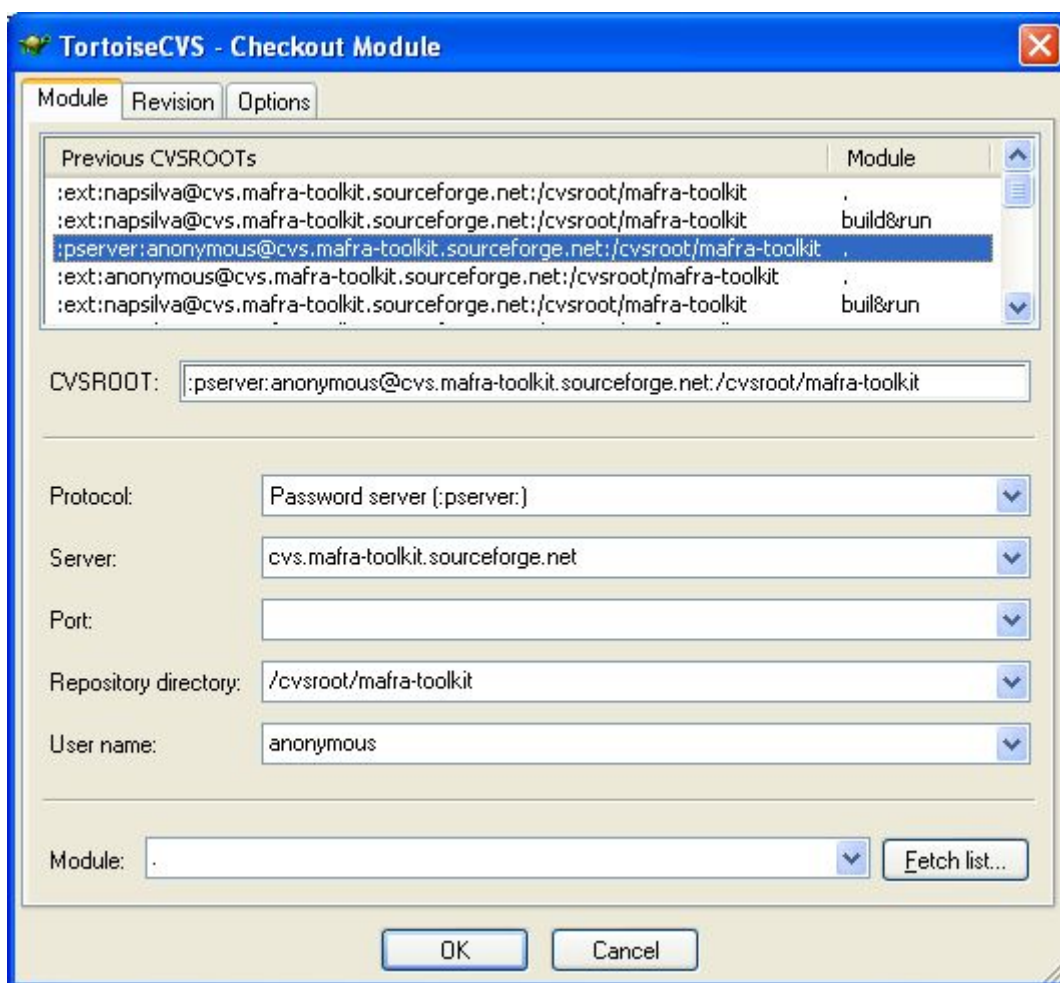 TortoiseCVS - Checkout Module
Module Revision Options
Previous CVSROOTs Module
:ext:napsilva@cvs.mafra-toolkit.sourceforge.net:/cvsroot/mafra-toolkit .
:ext:napsilva@cvs.mafra-toolkit.sourceforge.net:/cvsroot/mafra-toolkit build&run
:pserver:anonymous@cvs.mafra-toolkit.sourceforge.net:/cvsroot/mafra-toolkit .
:ext:anonymous@cvs.mafra-toolkit.sourceforge.net:/cvsroot/mafra-toolkit .
:ext:napsilva@cvs.mafra-toolkit.sourceforge.net:/cvsroot/mafra-toolkit buil&run
CVSROOT: :pserver:anonymous@cvs.mafra-toolkit.sourceforge.net:/cvsroot/mafra-toolkit
Protocol: Password server (:pserver:)
Server: cvs.mafra-toolkit.sourceforge.net
Port:
Repository directory: /cvsroot/mafra-toolkit
User name: anonymous
Module: . Fetch list...
OK Cancel